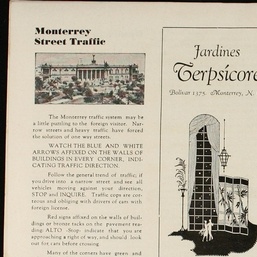 Monterrey
Street Traffic
The Monterrey traffic system may be
a little puzzling to the foreign visitor. Nar-
row streets and heavy traffic have forced
the solution of one way streets.
WATCH THE BLUE AND WHITE
ARROWS AFFIXED ON THE WALLS OF
BUILDINGS IN EVERY CORNER, INDI-
CATING TRAFFIC DIRECTION.
Follow the general trend of traffic; if
you drive into a narrow street and see all
vehicles moving against your direction,
STOP and INQUIRE. Traffic cops are cor-
teous and obliging with drivers of cars with
foreign license.
Red signs affixed on the walls of build-
ings or bronze tacks on the pavement rea-
ding ALTO -Stop- indicate that you are
approaching a right of way, and should look
out for cars before crossing.
Many of the corners have green and
Jardines
Terpsicore
Bolivar 1375 Monterrey, N.